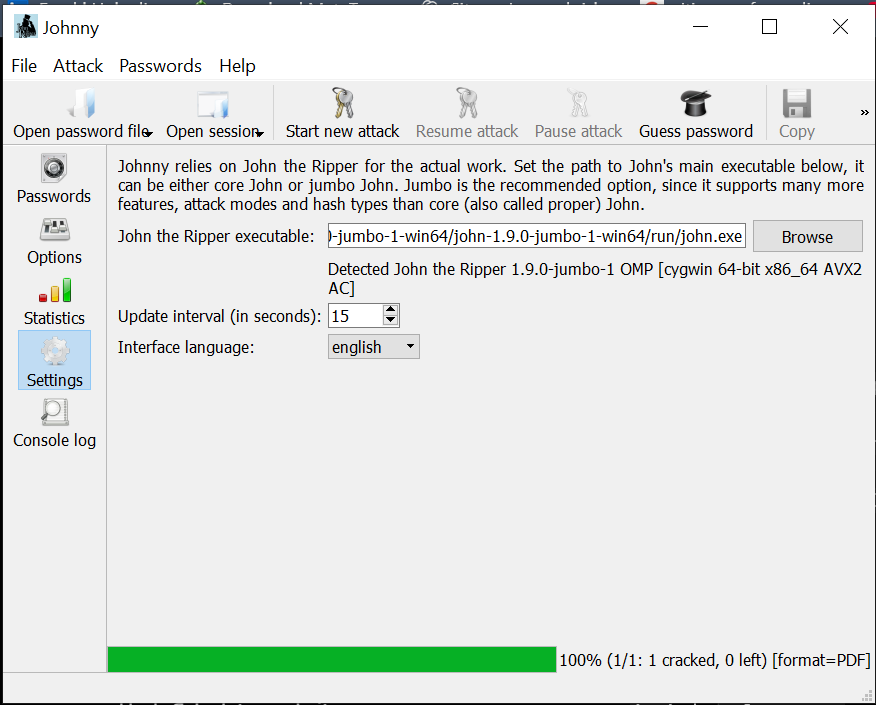 Johnny
File Attack Passwords Help
Open password file Open session Start new attack Resume attack Pause attack Guess password Copy »
Passwords
Options
Statistics
Settings
Console log
Johnny relies on John the Ripper for the actual work. Set the path to John's main executable below, it
can be either core John or jumbo John. Jumbo is the recommended option, since it supports many more
features, attack modes and hash types than core (also called proper) John.
John the Ripper executable: 0-jumbo-1-win64/john-1.9.0-jumbo-1-win64/run/john.exe Browse
Detected John the Ripper 1.9.0-jumbo-1 OMP [cygwin 64-bit x86_64 AVX2
AC]
Update interval (in seconds): 15
Interface language: english
100% (1/1: 1 cracked, 0 left) [format=PDF]